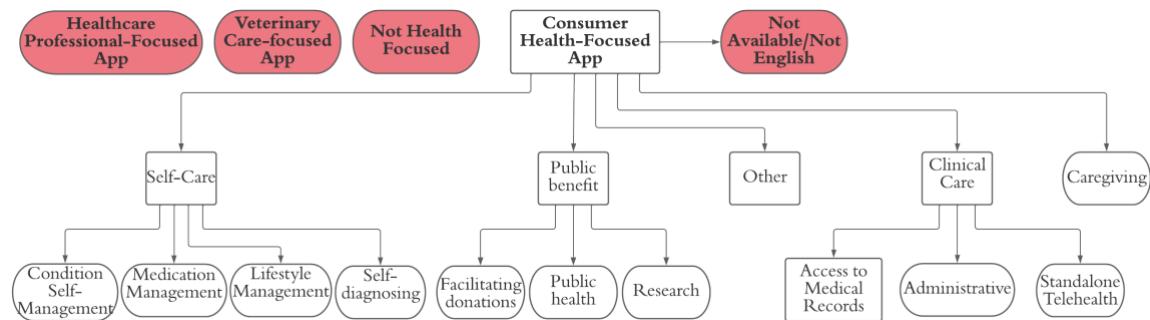 Healthcare
Professional-Focused
App
Veterinary
Care-focused
App
Not Health
Focused
Consumer
Health-Focused
App
Not
Available/Not
English
Self-Care
Public
benefit
Other
Clinical
Care
Caregiving
Condition
Self-
Management
Medication
Management
Lifestyle
Management
Self-
diagnosing
Facilitating
donations
Public
health
Research
Access to
Medical
Records
Administrative
Standalone
Telehealth